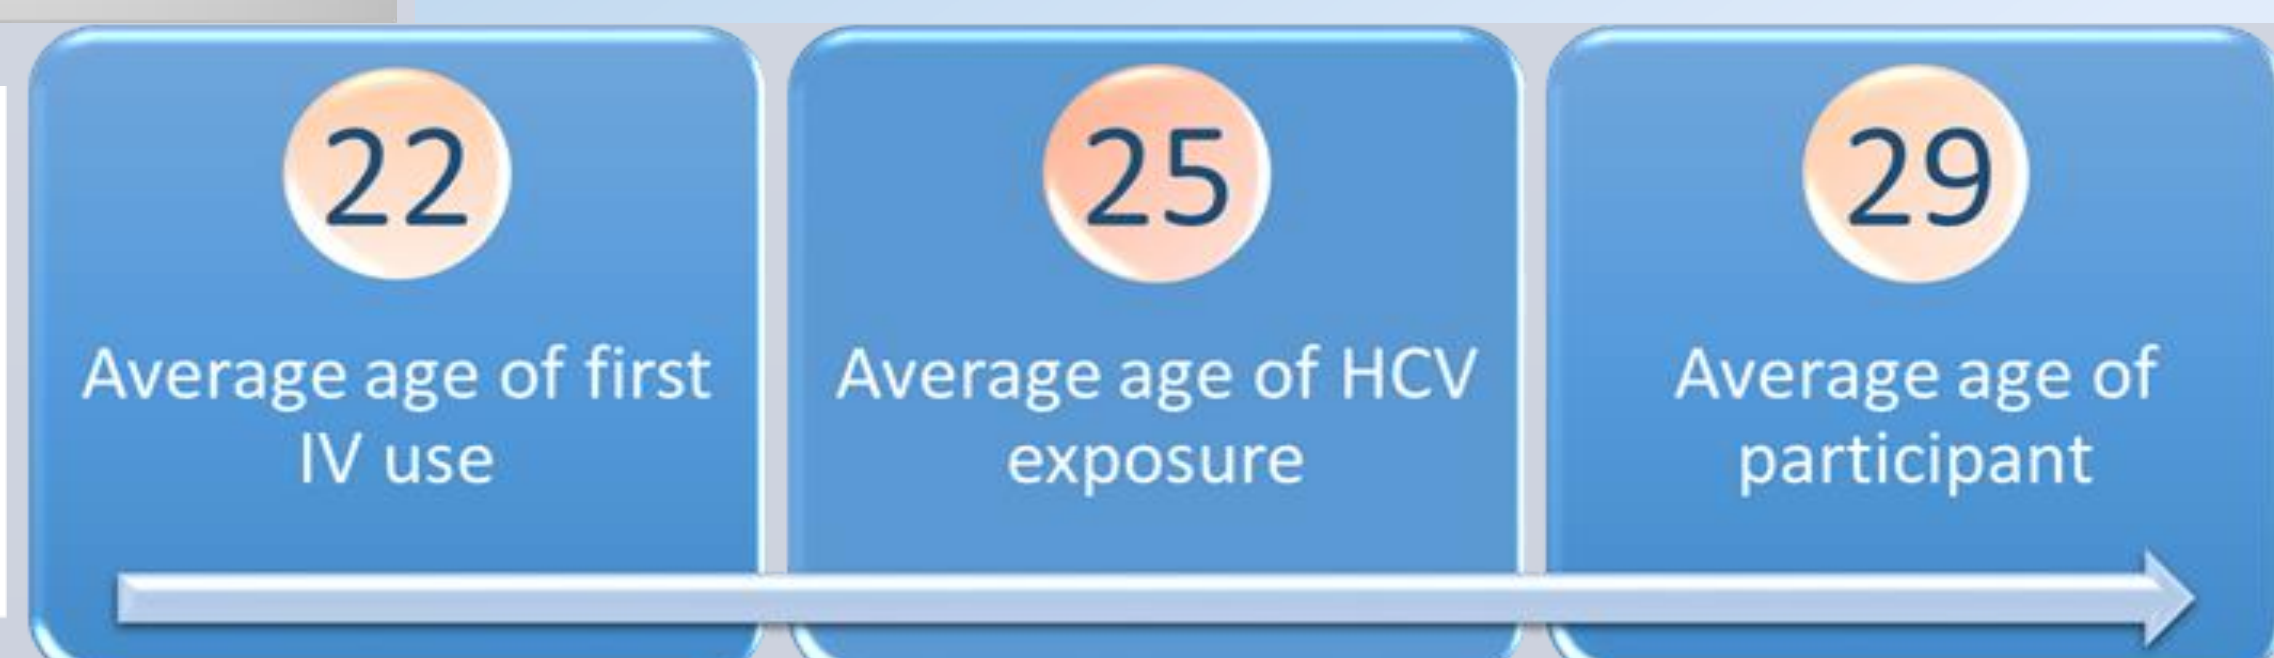 22
Average age of first
IV use
25
Average age of HCV
exposure
29
Average age of
participant